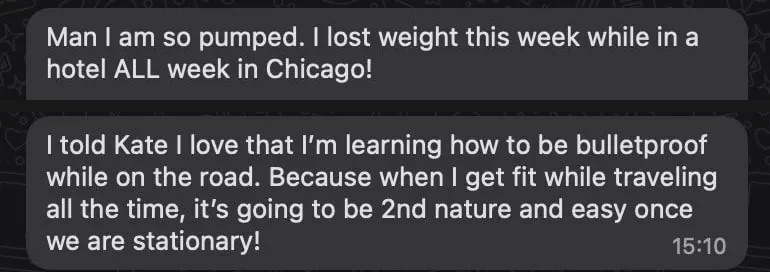 Man I am so pumped. I lost weight this week while in a
hotel ALL week in Chicago!
I told Kate I love that I’m learning how to be bulletproof
while on the road. Because when I get fit while traveling
all the time, it’s going to be 2nd nature and easy once
we are stationary!
15:10